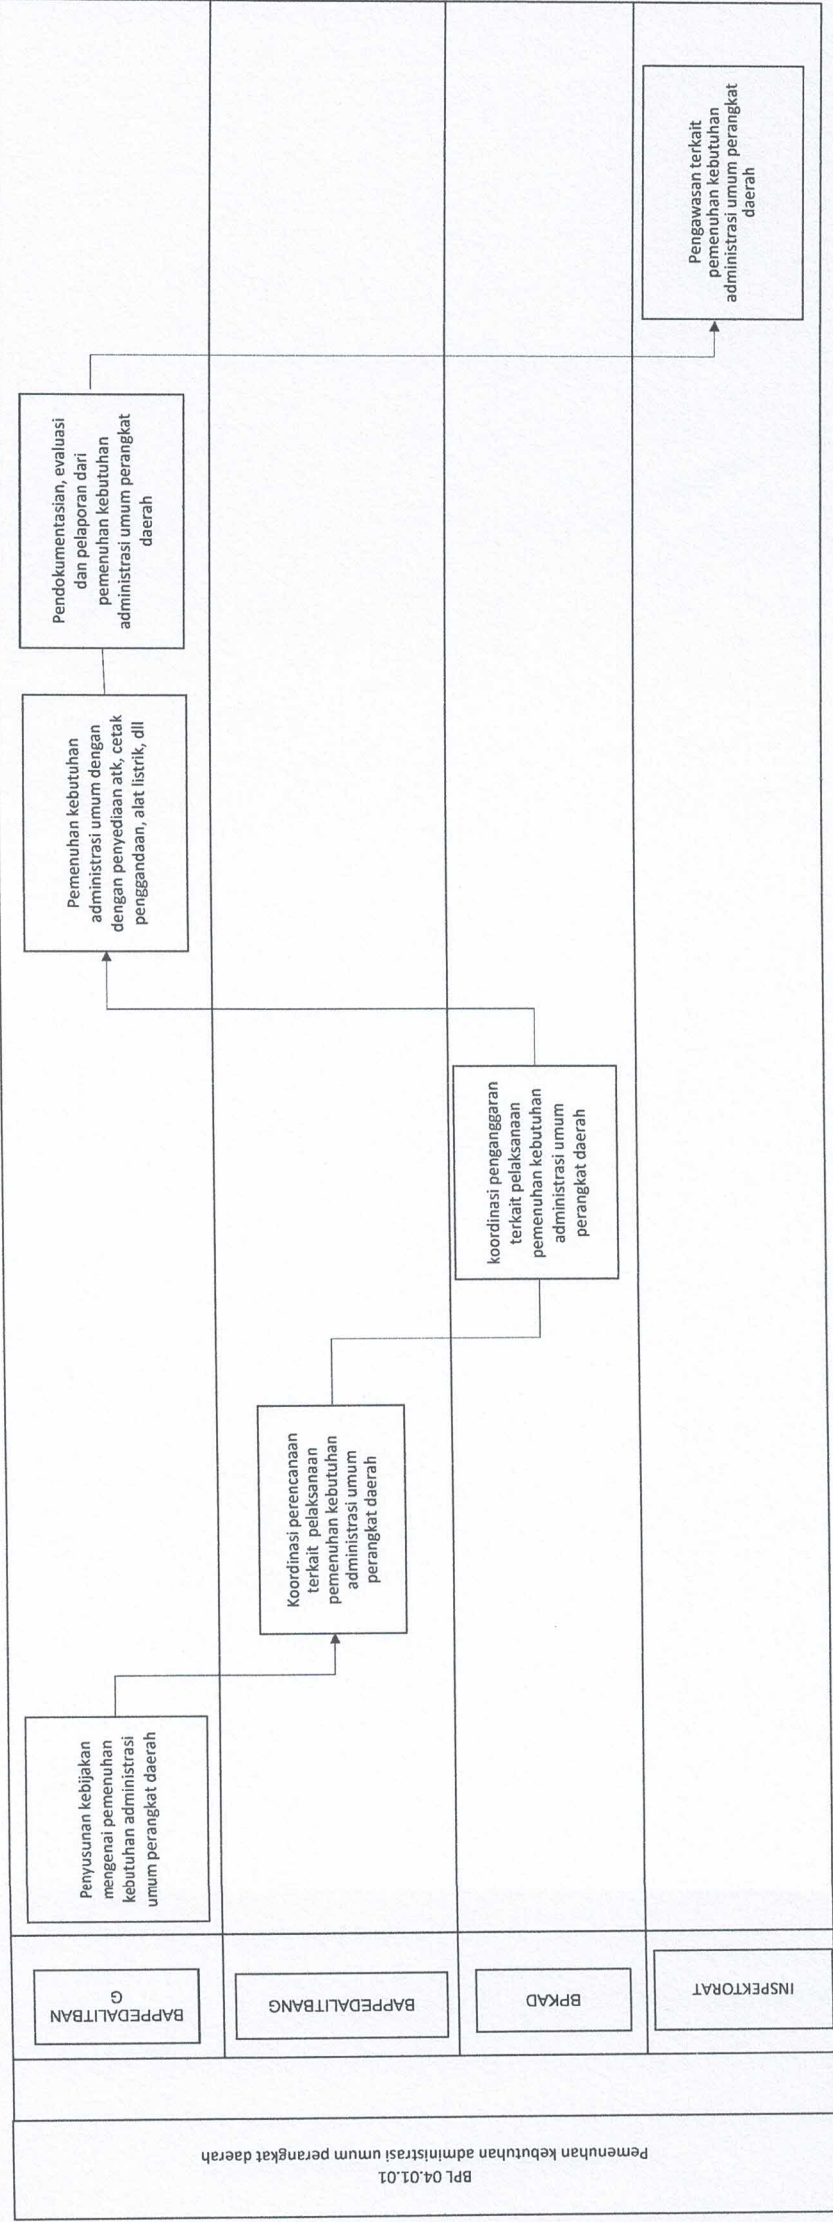 BPL 04.01.01
Pemenuhan kebutuhan administrasi umum perangkat daerah
BAPPEDALITBAN
G
BAPPEDALITBANG
BPKAD
INSPEKTORAT
Penyusunan kebijakan
mengenai pemenuhan
kebutuhan administrasi
umum perangkat daerah
Koordinasi perencanaan
terkait pelaksanaan
pemenuhan kebutuhan
administrasi umum
perangkat daerah
koordinasi penganggaran
terkait pelaksanaan
pemenuhan kebutuhan
administrasi umum
perangkat daerah
Pemenuhan kebutuhan
administrasi umum dengan
dengan penyediaan atk, cetak
penggandaan, alat listrik, dll
Pendokumentasian, evaluasi
dan pelaporan dari
pemenuhan kebutuhan
administrasi umum perangkat
daerah
Pengawasan terkait
pemenuhan kebutuhan
administrasi umum perangkat
daerah